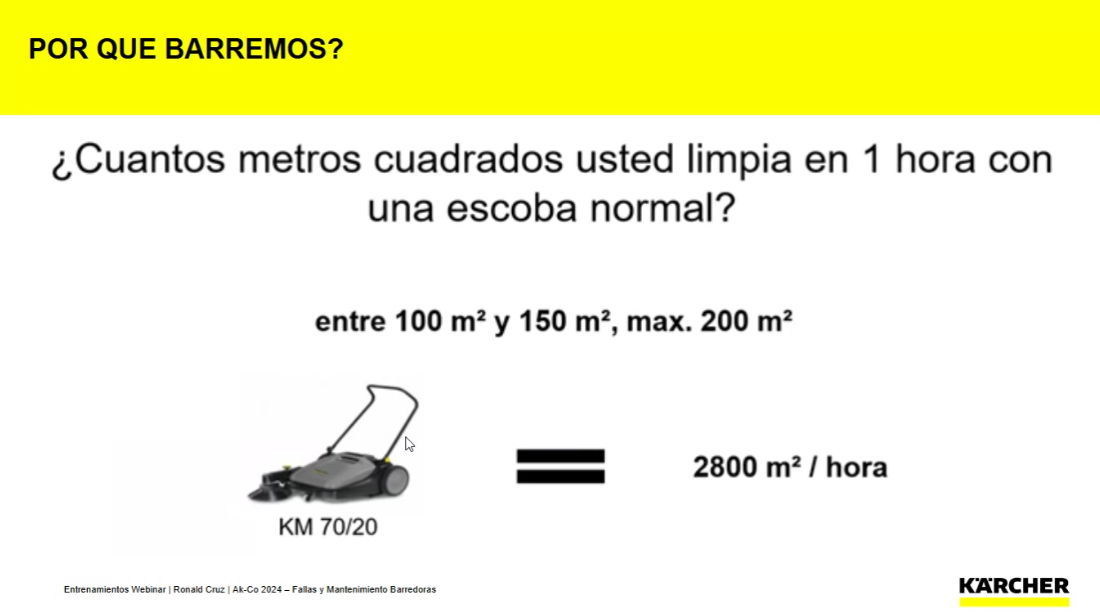 POR QUE BARREMOS?
¿Cuantos metros cuadrados usted limpia en 1 hora con
una escoba normal?
entre 100 m² y 150 m², max. 200 m²
2800 m² / hora
KM 70/20
Entrenamientos Webinar | Ronald Cruz | Ak-Co 2024 – Fallas y Mantenimiento Barredoras
KÄRCHER